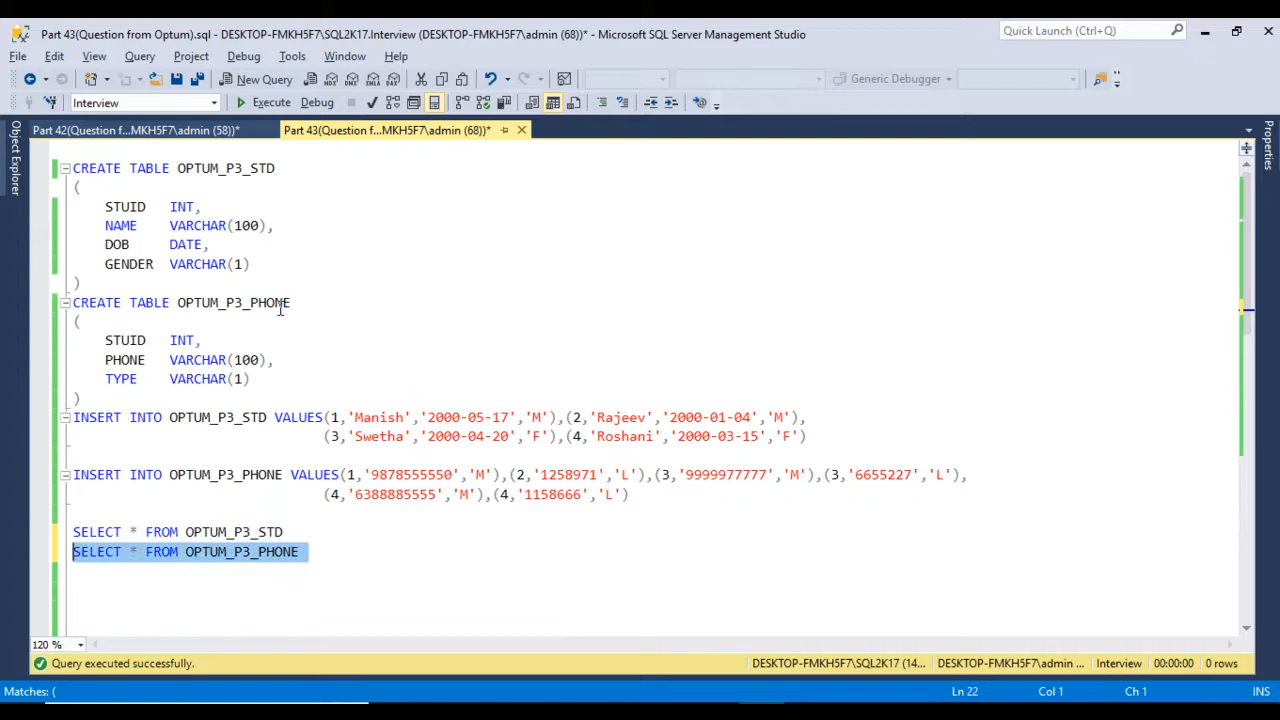 Part 43(Question from Optum).sql - DESKTOP-FMKH5F7\SQL2K17.Interview (DESKTOP-FMKH5F7\admin (68))* - Microsoft SQL Server Management Studio
Quick Launch (Ctrl+Q)
File Edit View Query Project Debug Tools Window Help
New Query
MDX DMX XMLA DAX
Generic Debugger
Interview
Execute Debug
Part 42(Question f...MKH5F7\admin (58))*
Part 43(Question f...MKH5F7\admin (68))*
Object Explorer
Properties
CREATE TABLE OPTUM_P3_STD
(
STUID INT,
NAME VARCHAR(100),
DOB DATE,
GENDER VARCHAR(1)
)
CREATE TABLE OPTUM_P3_PHONE
(
STUID INT,
PHONE VARCHAR(100),
TYPE VARCHAR(1)
)
INSERT INTO OPTUM_P3_STD VALUES(1,'Manish','2000-05-17','M'),(2,'Rajeev','2000-01-04','M'),
(3,'Swetha','2000-04-20','F'),(4,'Roshani','2000-03-15','F')
INSERT INTO OPTUM_P3_PHONE VALUES(1,'9878555550','M'),(2,'1258971','L'),(3,'9999977777','M'),(3,'6655227','L'),
(4,'6388885555','M'),(4,'1158666','L')
SELECT * FROM OPTUM_P3_STD
SELECT * FROM OPTUM_P3_PHONE
120 %
Query executed successfully.
DESKTOP-FMKH5F7\SQL2K17 (14... DESKTOP-FMKH5F7\admin ... Interview 00:00:00 0 rows
Matches: (
Ln 22 Col 1 Ch 1 INS